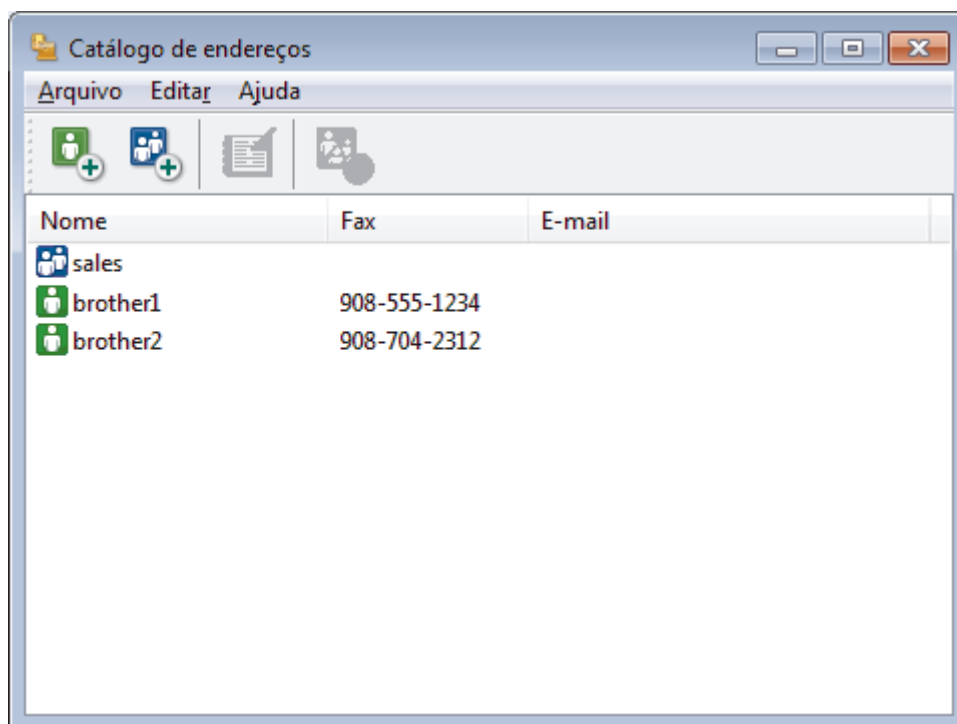 Catálogo de endereços
Arquivo Editar Ajuda
Nome Fax E-mail
sales
brother1 908-555-1234
brother2 908-704-2312